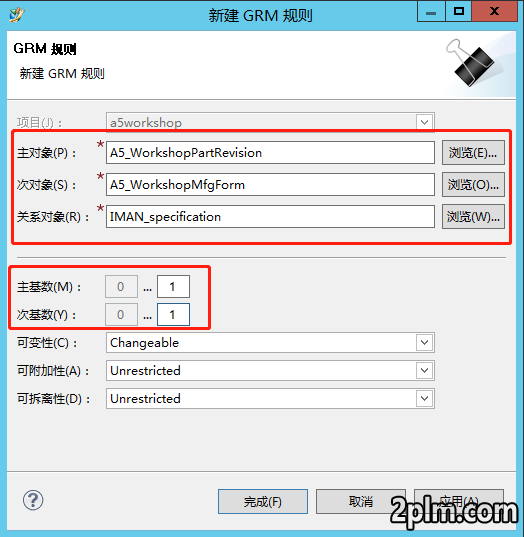 新建 GRM 规则
GRM 规则
新建 GRM 规则
项目(J)： a5workshop
主对象(P)： *A5_WorkshopPartRevision 浏览(E)...
次对象(S)： *A5_WorkshopMfgForm 浏览(O)...
关系对象(R)： *IMAN_specification 浏览(W)...
主基数(M)： 0 ... 1
次基数(Y)： 0 ... 1
可变性(C)： Changeable
可附加性(A)： Unrestricted
可拆离性(D)： Unrestricted
? 完成(F) 取消 应用(A)
2plm.com